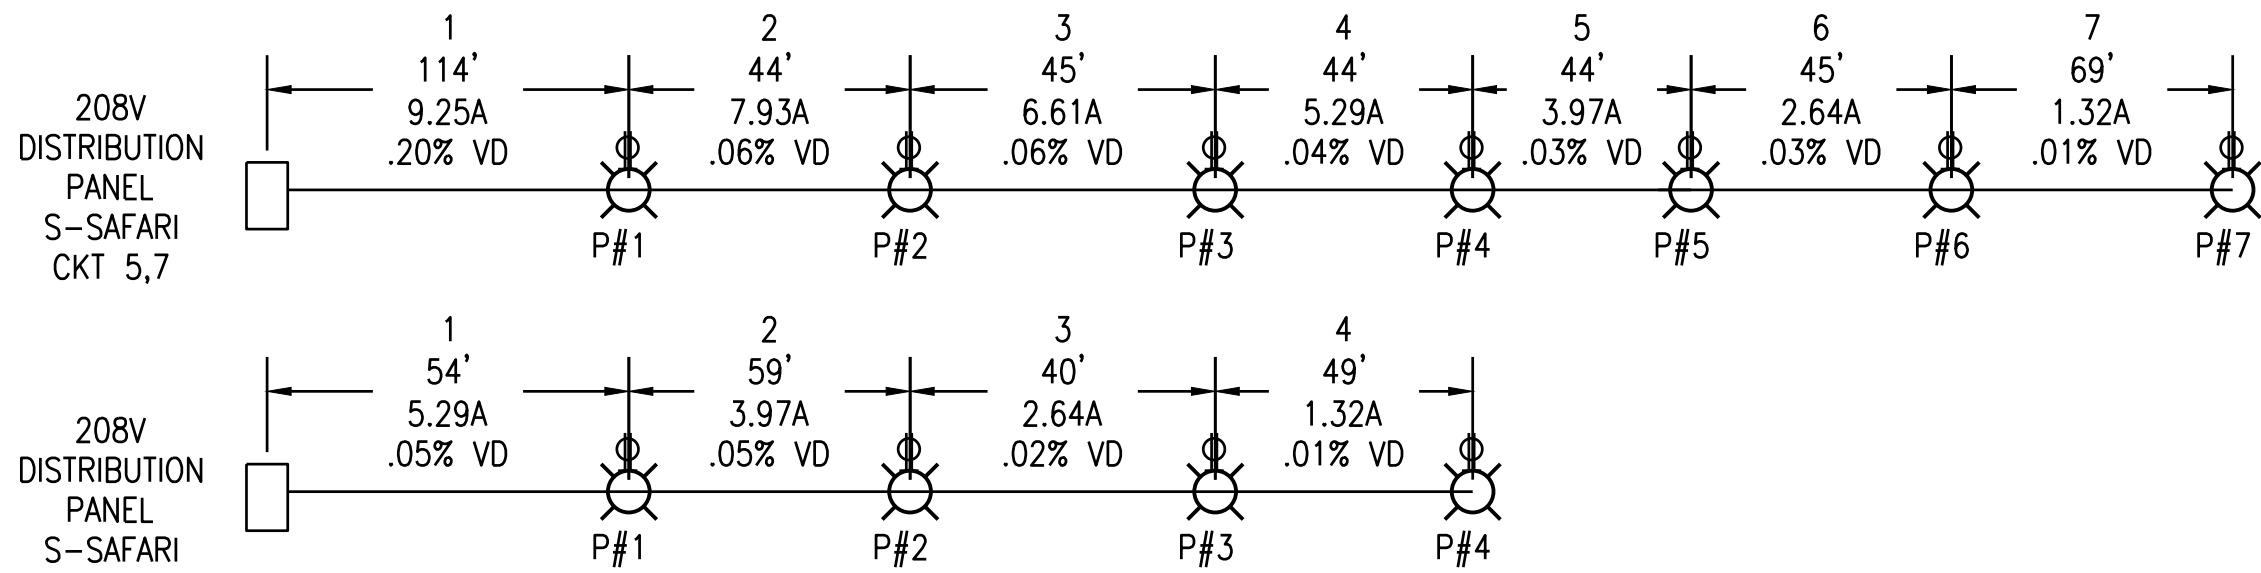 208V
DISTRIBUTION
PANEL
S-SAFARI
CKT 5,7
1
114'
9.25A
.20% VD
2
44'
7.93A
.06% VD
3
45'
6.61A
.06% VD
4
44'
5.29A
.04% VD
5
44'
3.97A
.03% VD
6
45'
2.64A
.03% VD
7
69'
1.32A
.01% VD
P#1
P#2
P#3
P#4
P#5
P#6
P#7
208V
DISTRIBUTION
PANEL
S-SAFARI
1
54'
5.29A
.05% VD
2
59'
3.97A
.05% VD
3
40'
2.64A
.02% VD
4
49'
1.32A
.01% VD
P#1
P#2
P#3
P#4